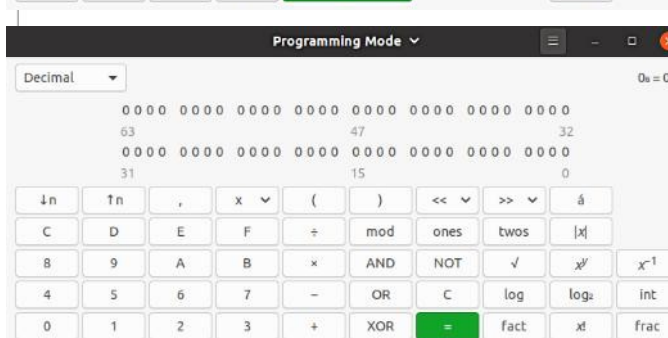 Programming Mode
Decimal
0₈ = 0
0000 0000 0000 0000 0000 0000 0000 0000
63 47 32
0000 0000 0000 0000 0000 0000 0000 0000
31 15 0
↓n ↑n , x ( ) << >> á
C D E F ÷ mod ones twos |x|
8 9 A B × AND NOT √ xʸ x⁻¹
4 5 6 7 − OR C log log₂ int
0 1 2 3 + XOR = fact x! frac